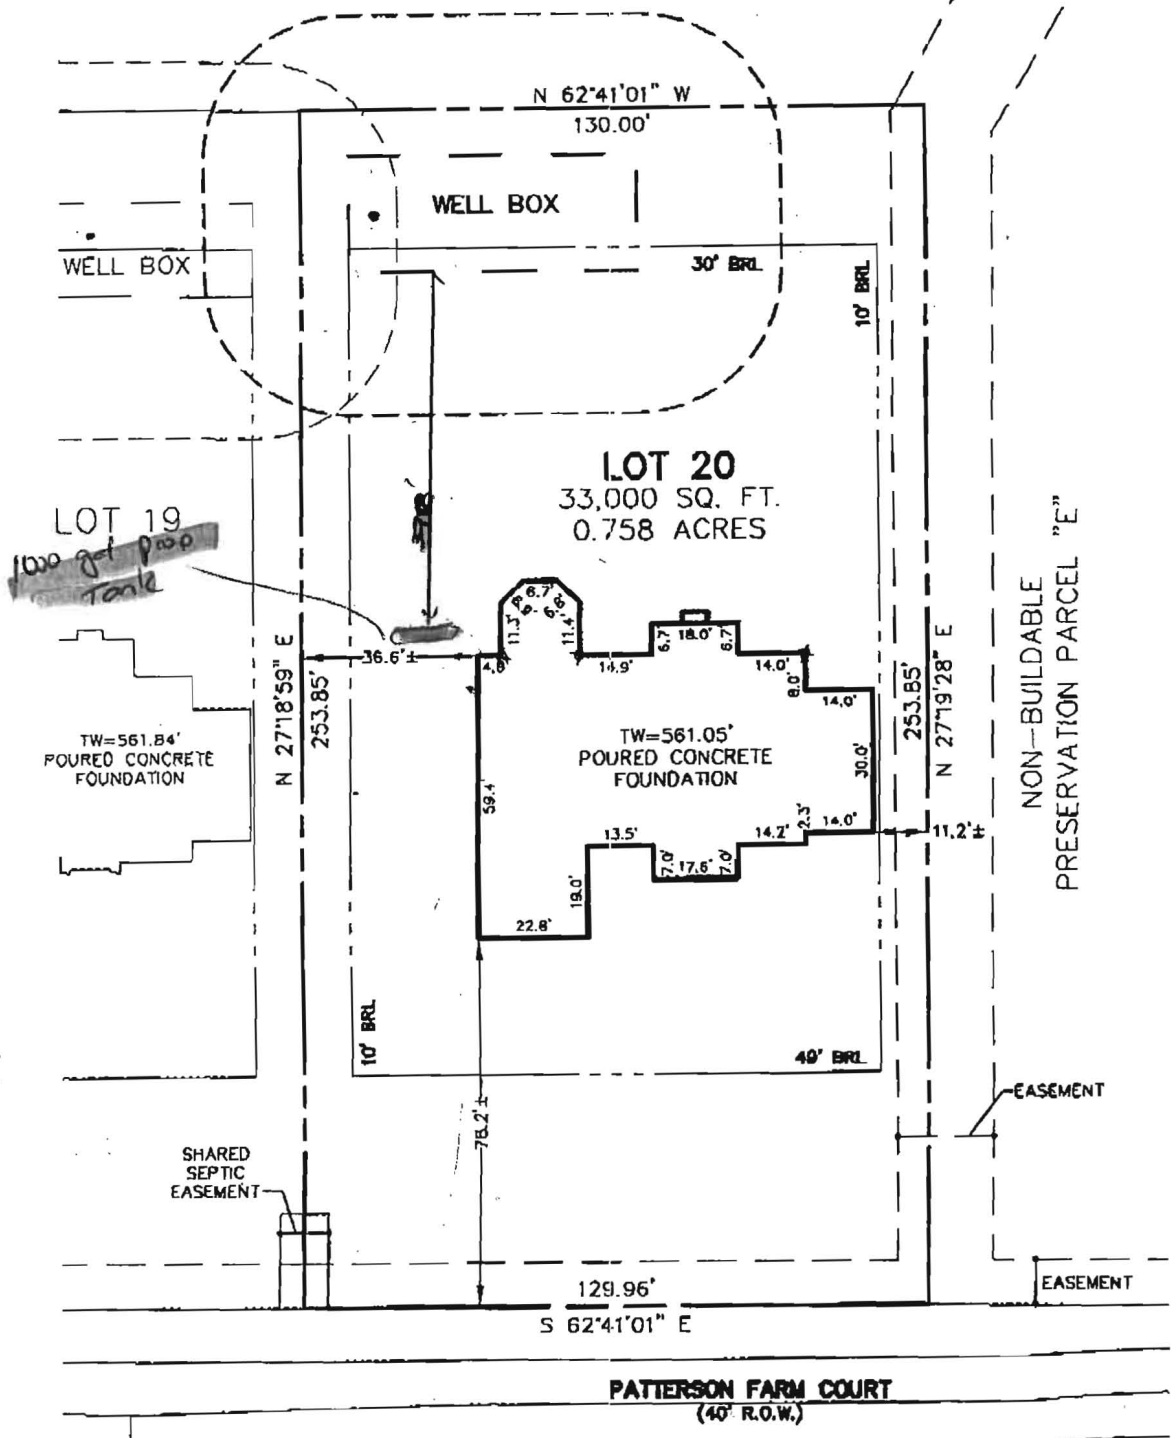 N 62°41'01" W
130.00'
WELL BOX
WELL BOX
30' BRL
10' BRL
LOT 20
33,000 SQ. FT.
0.758 ACRES
LOT 19
1000 gal prop
Tank
NON-BUILDABLE
PRESERVATION PARCEL "E"
6.7'
6.8'
11.3'
11.4'
6.7'
18.0'
6.7'
36.6'±
14.9'
14.0'
8.0'
14.0'
N 27°18'59" E
253.85'
253.85'
N 27°19'28" E
TW=561.84'
POURED CONCRETE
FOUNDATION
TW=561.05'
POURED CONCRETE
FOUNDATION
59.4'
30.0'
13.5'
14.2'
2.3'
14.0'
11.2'±
7.0'
17.6'
7.0'
19.0'
22.8'
10' BRL
40' BRL
78.2'±
EASEMENT
SHARED
SEPTIC
EASEMENT
EASEMENT
129.96'
S 62°41'01" E
PATTERSON FARM COURT
(40' R.O.W.)